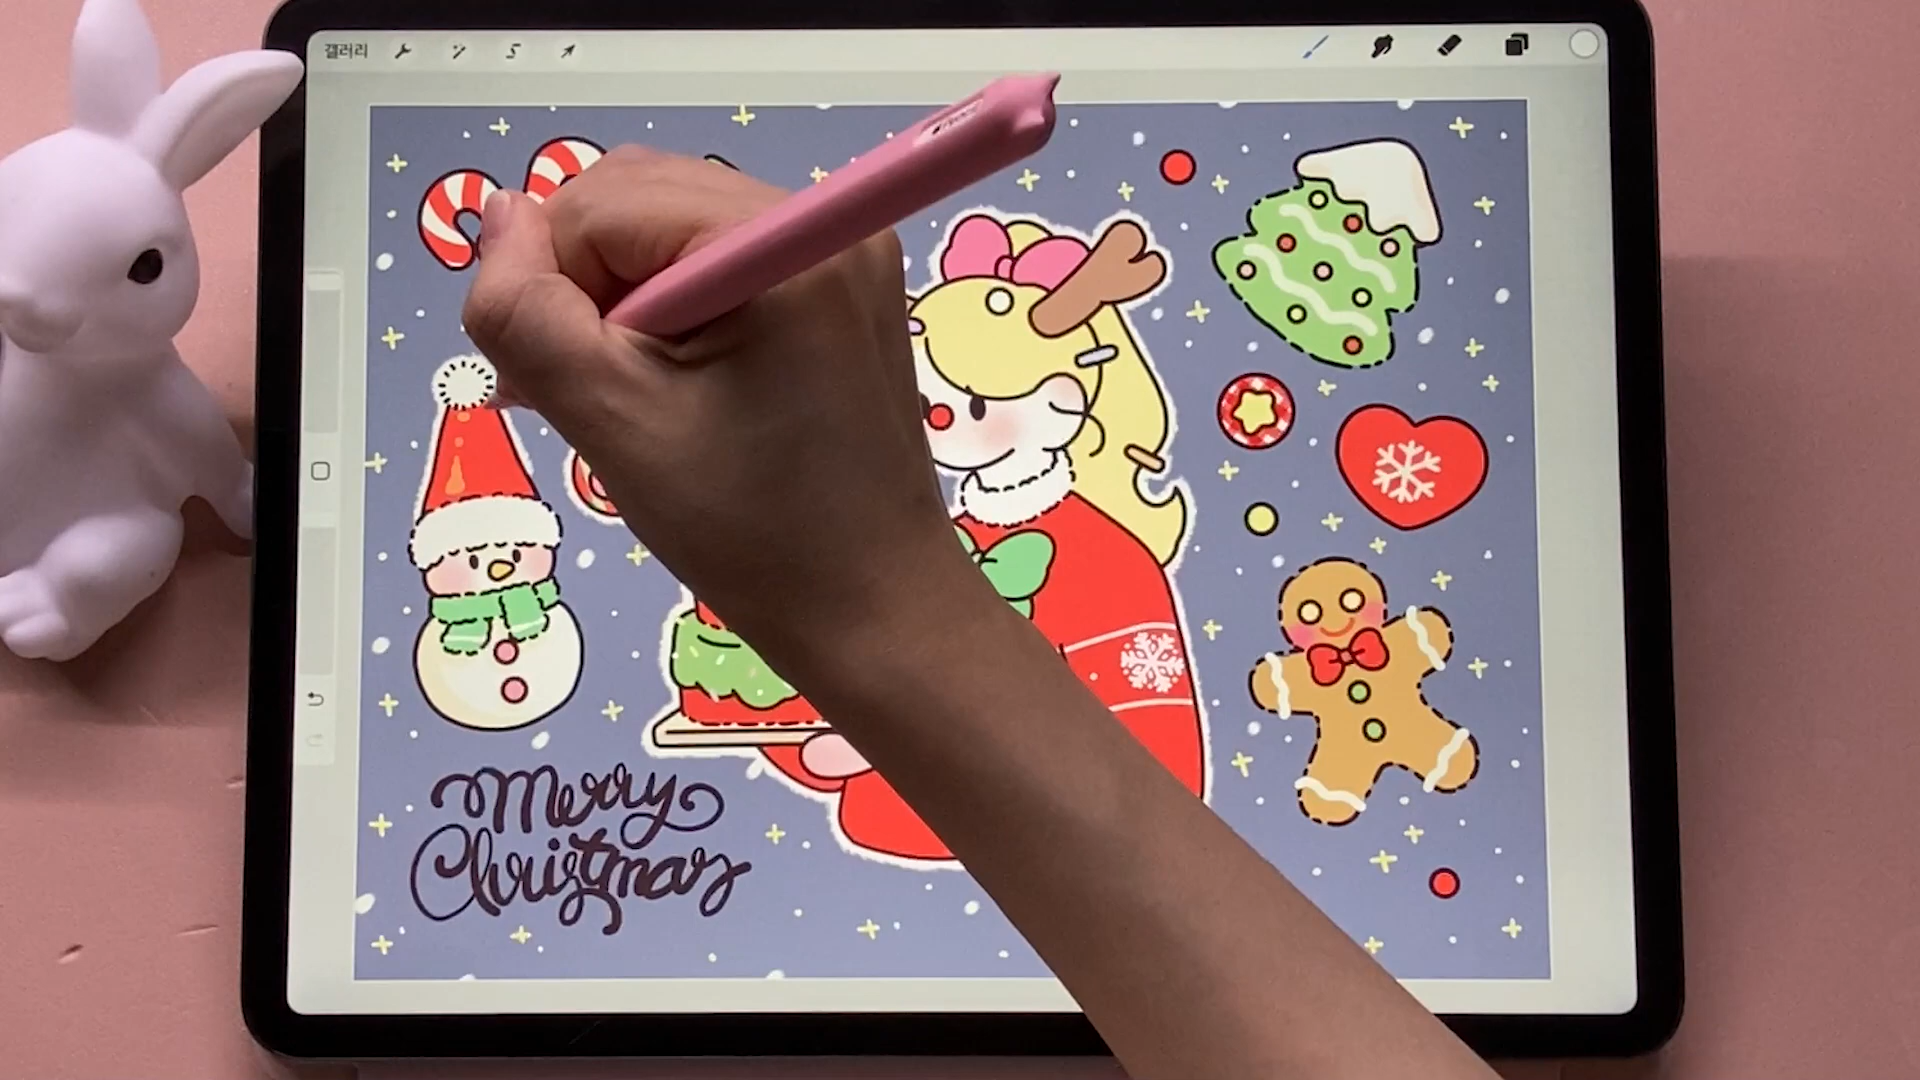 갤러리
Merry
Christmas